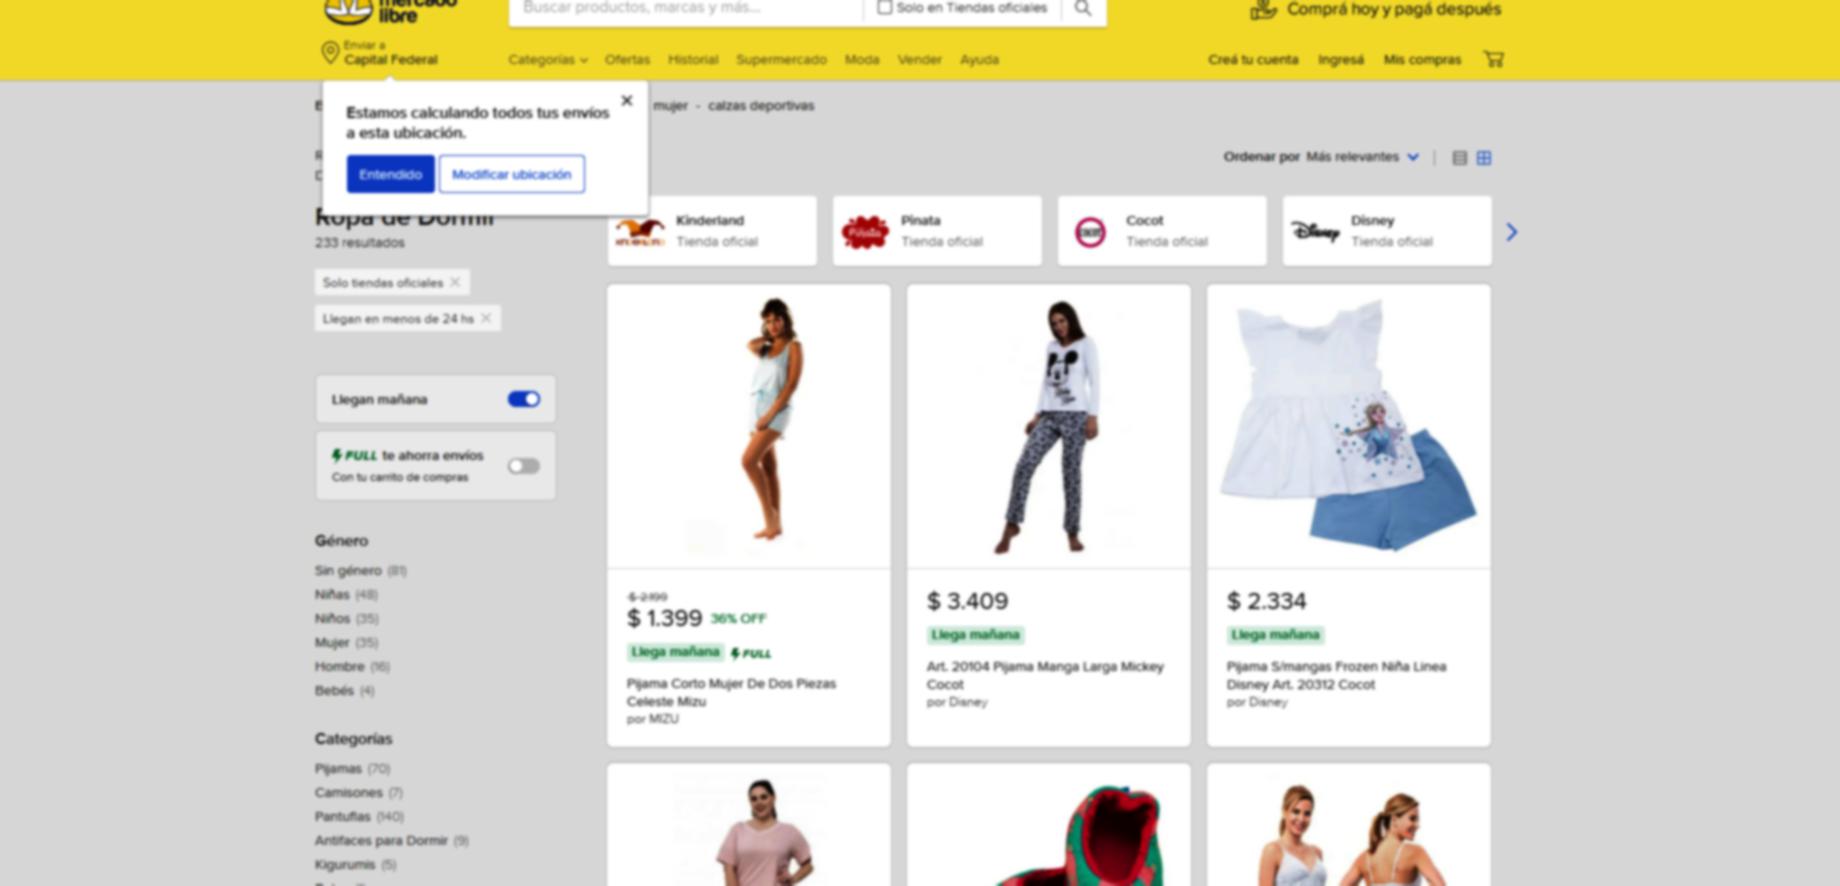 mercado
libre
Buscar productos, marcas y más...
Solo en Tiendas oficiales
Comprá hoy y pagá después
Enviar a
Capital Federal
Categorías Ofertas Historial Supermercado Moda Vender Ayuda
Creá tu cuenta Ingresá Mis compras
Estamos calculando todos tus envíos
a esta ubicación.
Entendido Modificar ubicación
mujer - calzas deportivas
Ordenar por Más relevantes
Ropa de Dormir
233 resultados
Solo tiendas oficiales
Llegan en menos de 24 hs
Llegan mañana
FULL te ahorra envíos
Con tu carrito de compras
Género
Sin género (81)
Niñas (48)
Niños (35)
Mujer (35)
Hombre (16)
Bebés (4)
Categorías
Pijamas (70)
Camisones (7)
Pantuflas (140)
Antifaces para Dormir (9)
Kigurumis (5)
Kinderland
Tienda oficial
Piñata
Pinata
Tienda oficial
COCOT
Cocot
Tienda oficial
Disney
Disney
Tienda oficial
$ 2.199
$ 1.399 36% OFF
Llega mañana FULL
Pijama Corto Mujer De Dos Piezas
Celeste Mizu
por MIZU
$ 3.409
Llega mañana
Art. 20104 Pijama Manga Larga Mickey
Cocot
por Disney
$ 2.334
Llega mañana
Pijama S/mangas Frozen Niña Linea
Disney Art. 20312 Cocot
por Disney